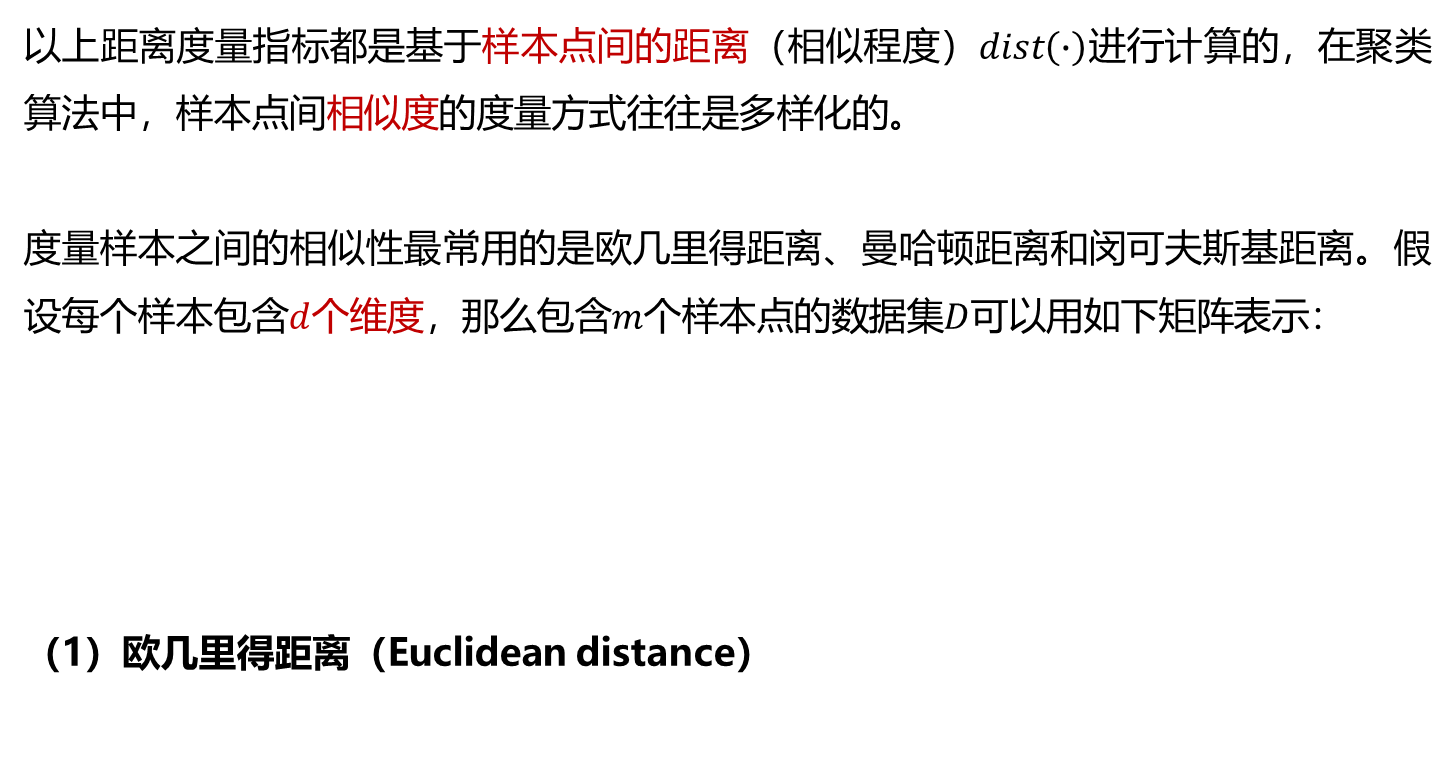 以上距离度量指标都是基于样本点间的距离（相似程度）dist(·)进行计算的，在聚类
算法中，样本点间相似度的度量方式往往是多样化的。
度量样本之间的相似性最常用的是欧几里得距离、曼哈顿距离和闵可夫斯基距离。假
设每个样本包含d个维度，那么包含m个样本点的数据集D可以用如下矩阵表示：
（1）欧几里得距离（Euclidean distance）